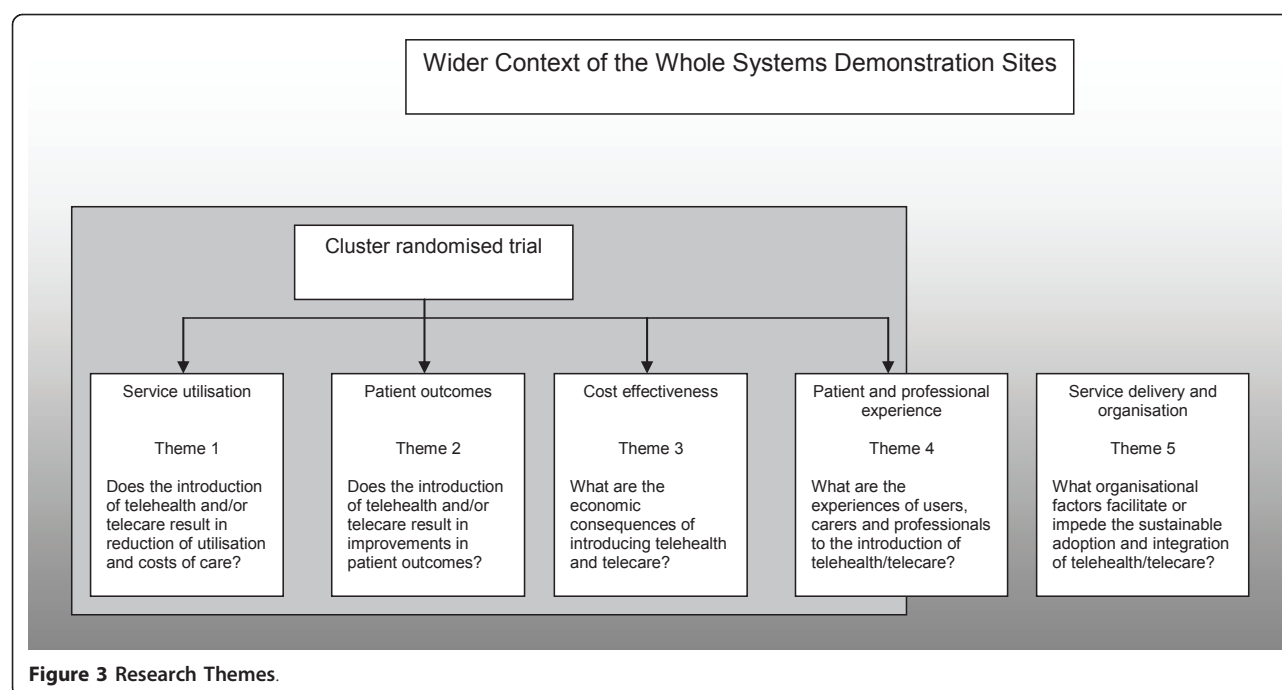 Wider Context of the Whole Systems Demonstration Sites
Cluster randomised trial
Service utilisation
Theme 1
Does the introduction
of telehealth and/or
telecare result in
reduction of utilisation
and costs of care?
Patient outcomes
Theme 2
Does the introduction
of telehealth and/or
telecare result in
improvements in
patient outcomes?
Cost effectiveness
Theme 3
What are the
economic
consequences of
introducing telehealth
and telecare?
Patient and professional
experience
Theme 4
What are the
experiences of users,
carers and professionals
to the introduction of
telehealth/telecare?
Service delivery and
organisation
Theme 5
What organisational
factors facilitate or
impede the sustainable
adoption and integration
of telehealth/telecare?
Figure 3 Research Themes.